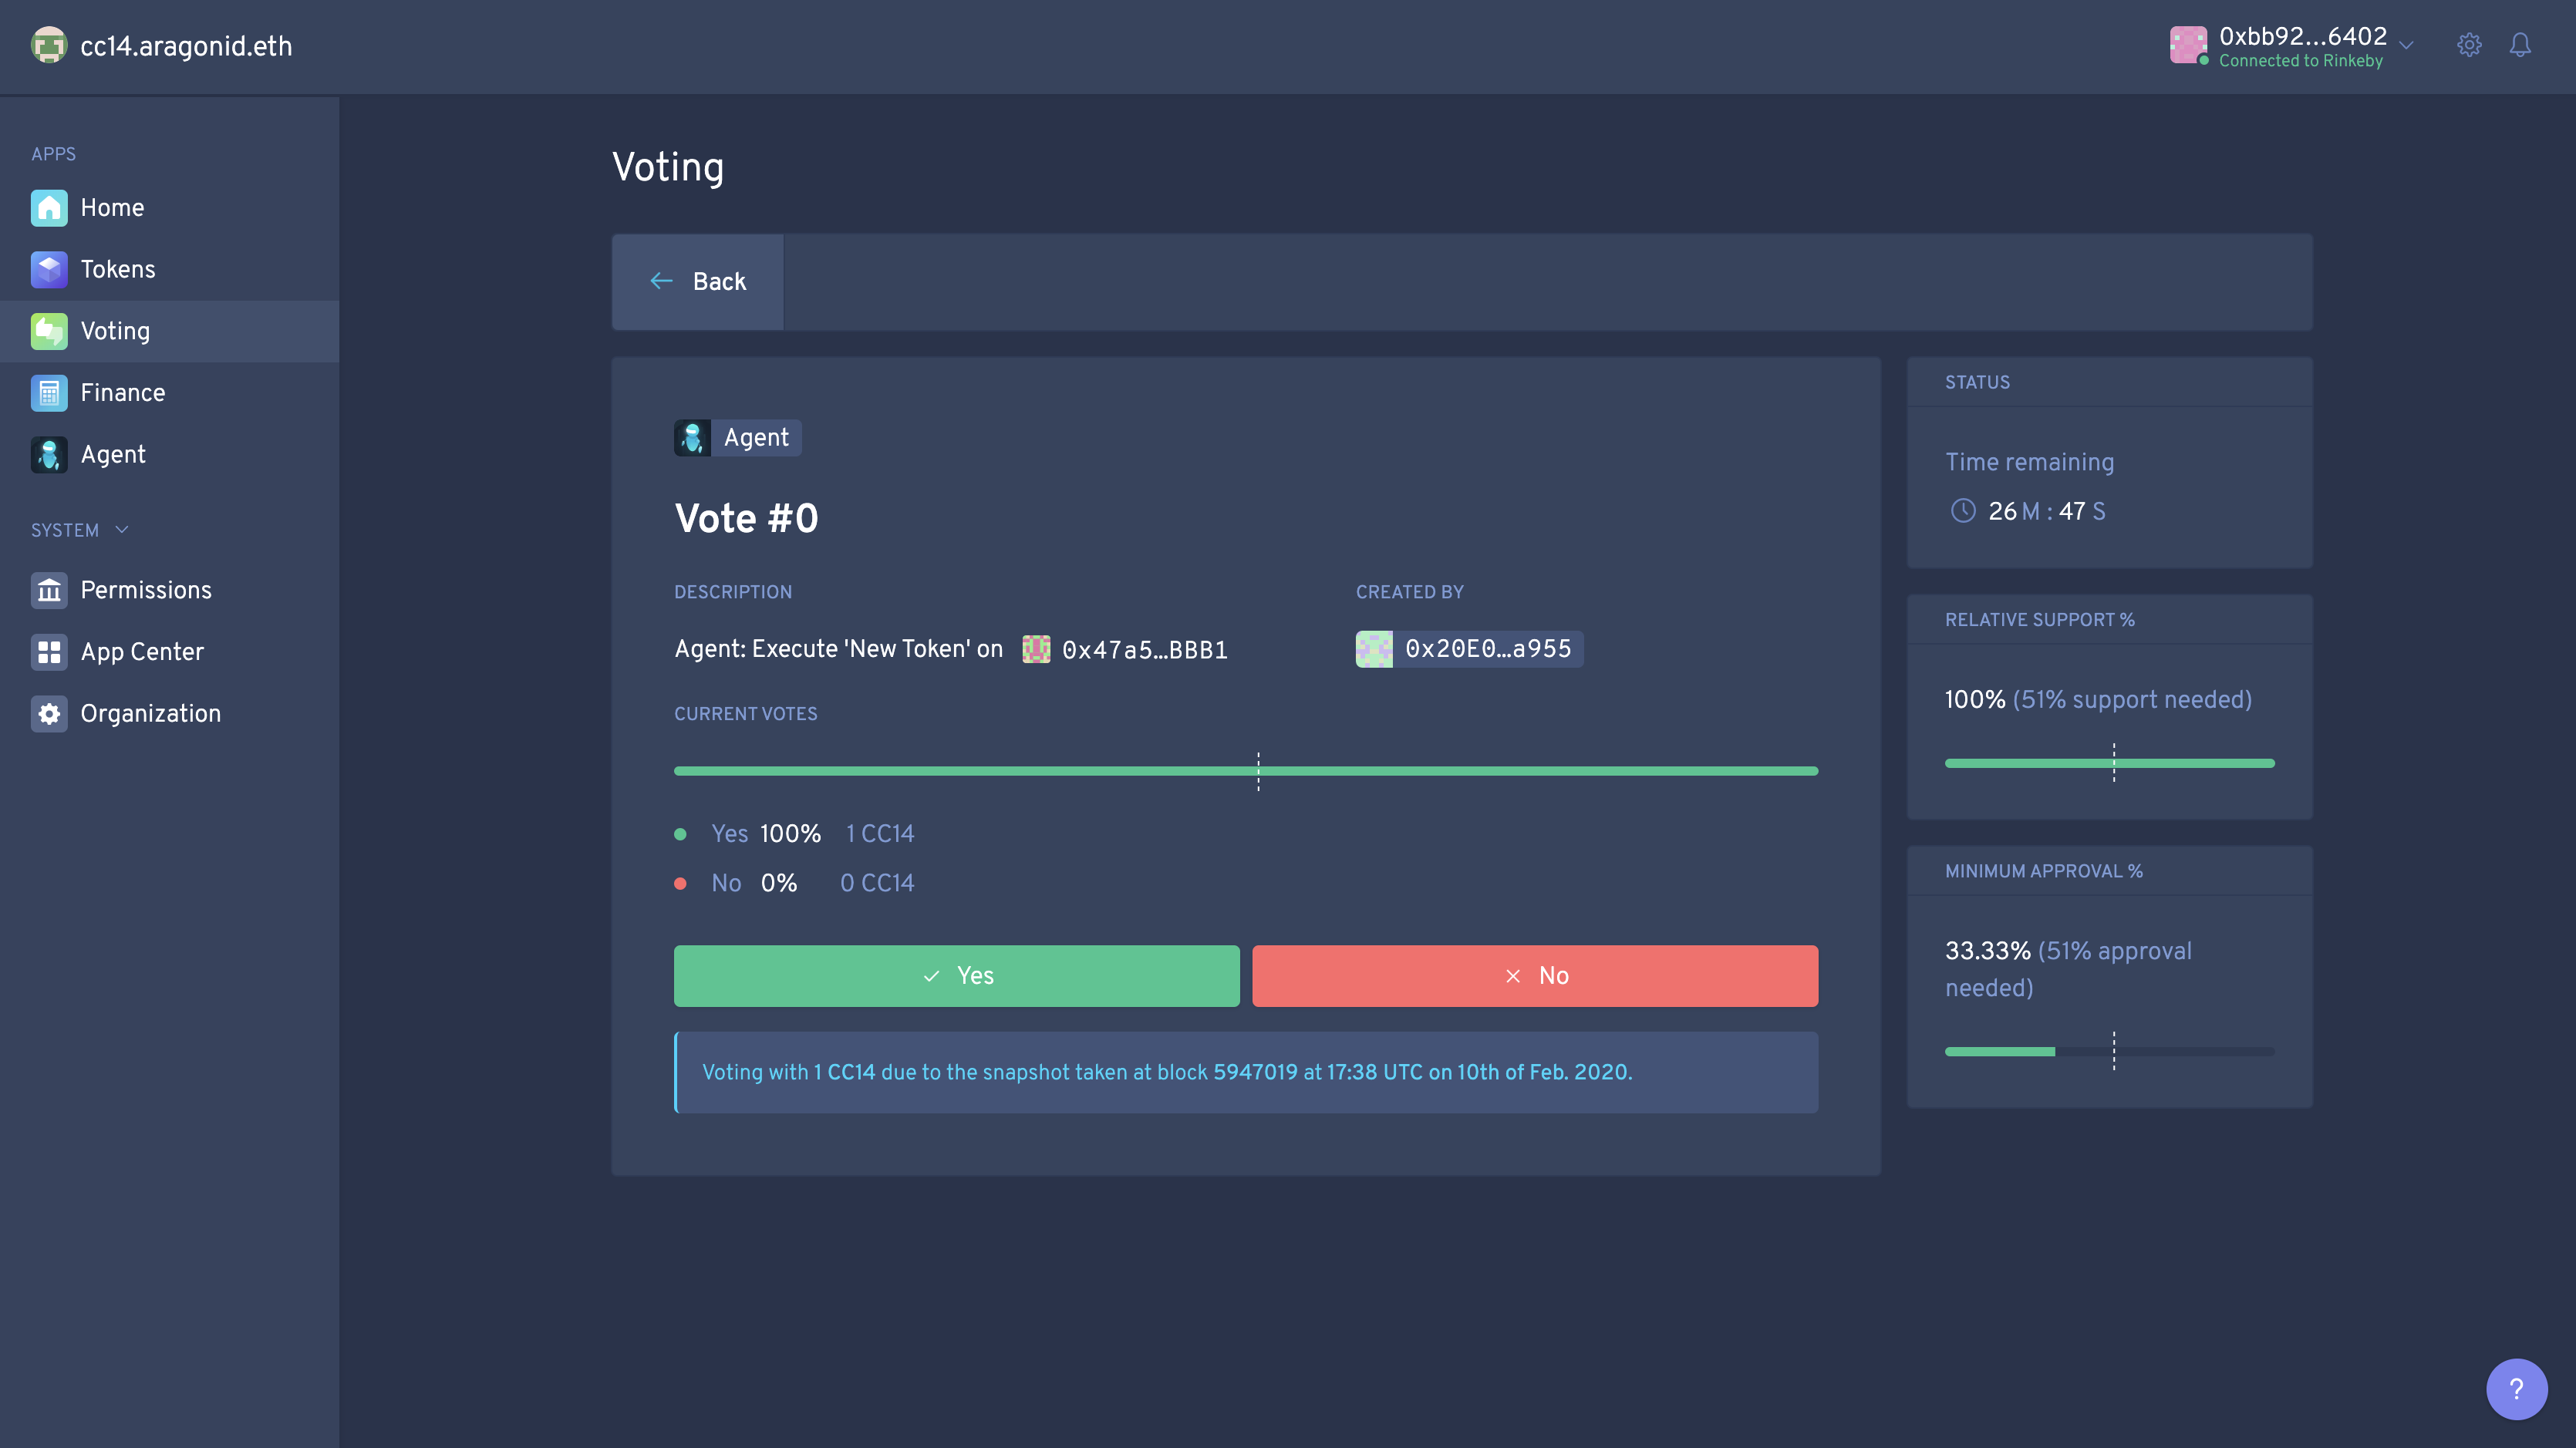 cc14.aragonid.eth
0xbb92...6402
Connected to Rinkeby
APPS
Home
Tokens
Voting
Finance
Agent
SYSTEM
Permissions
App Center
Organization
Voting
Back
Agent
Vote #0
DESCRIPTION
Agent: Execute 'New Token' on 0x47a5…BBB1
CREATED BY
0x20E0…a955
CURRENT VOTES
Yes 100% 1 CC14
No 0% 0 CC14
Yes
No
Voting with 1 CC14 due to the snapshot taken at block 5947019 at 17:38 UTC on 10th of Feb. 2020.
STATUS
Time remaining
26 M : 47 S
RELATIVE SUPPORT %
100% (51% support needed)
MINIMUM APPROVAL %
33.33% (51% approval
needed)
?